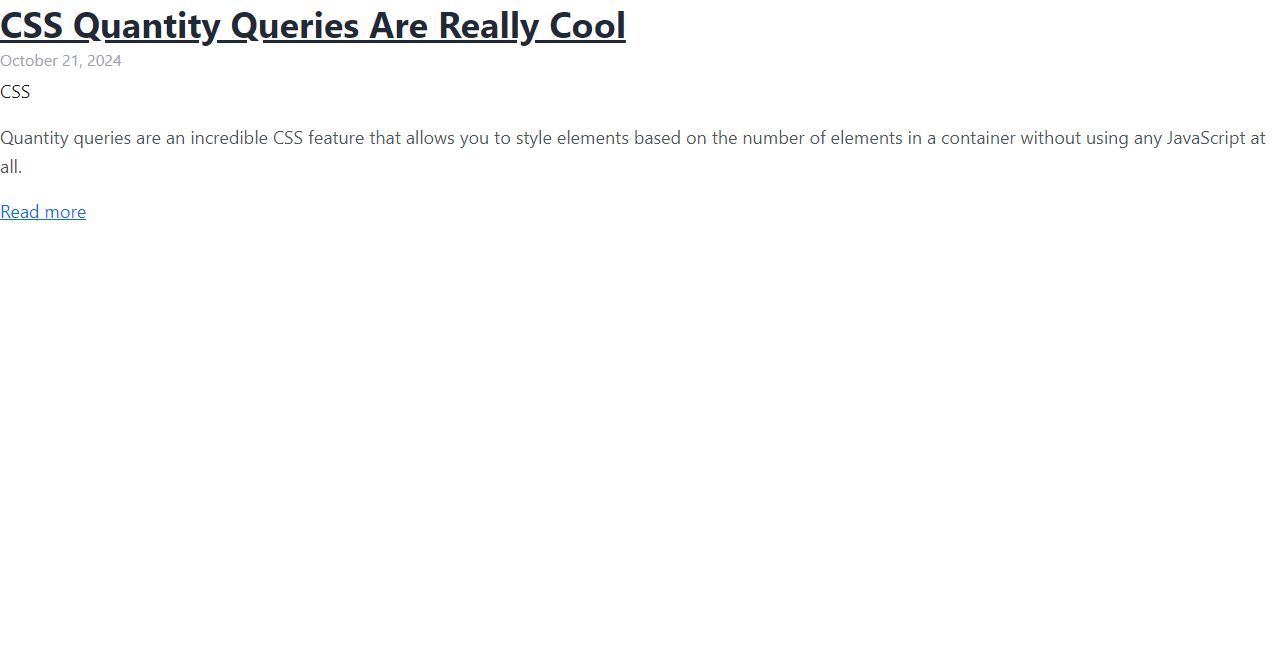 CSS Quantity Queries Are Really Cool
October 21, 2024
CSS
Quantity queries are an incredible CSS feature that allows you to style elements based on the number of elements in a container without using any JavaScript at
all.
Read more